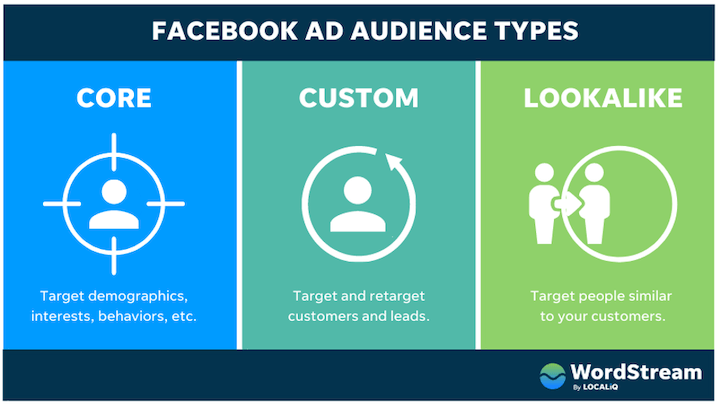 FACEBOOK AD AUDIENCE TYPES
CORE
Target demographics,
interests, behaviors, etc.
CUSTOM
Target and retarget
customers and leads.
LOOKALIKE
Target people similar
to your customers.
WordStream
By LOCALiQ